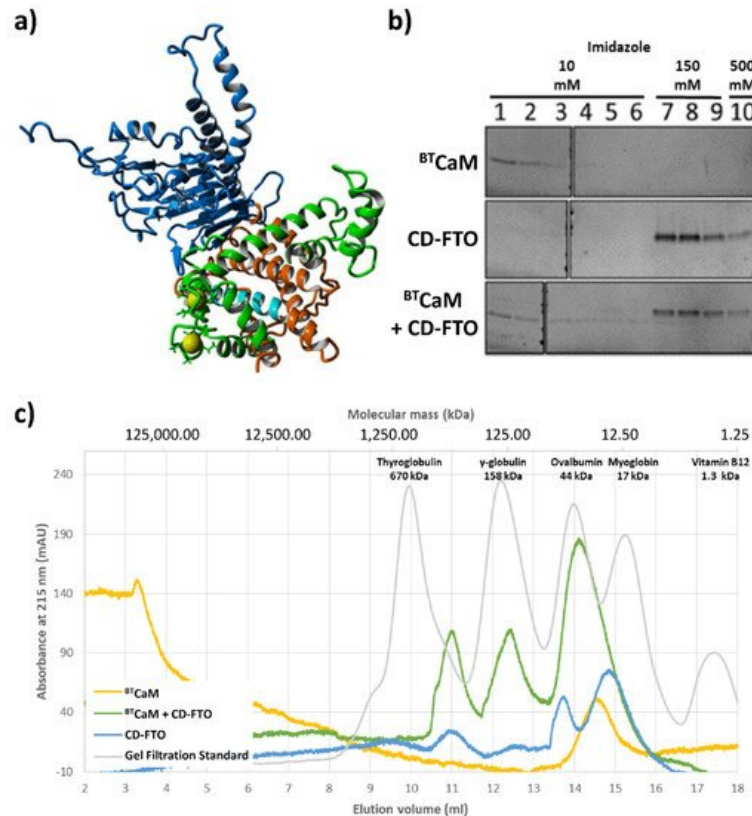 a)
b)
Imidazole
10 mM
150 mM
500 mM
1 2 3 4 5 6 7 8 9 10
BTCaM
CD-FTO
BTCaM
+ CD-FTO
c)
Molecular mass (kDa)
125,000.00 12,500.00 1,250.00 125.00 12.50 1.25
Thyroglobulin
670 kDa
γ-globulin
158 kDa
Ovalbumin
44 kDa
Myoglobin
17 kDa
Vitamin B12
1.3 kDa
Absorbance at 215 nm (mAU)
240
190
140
90
40
-10
BTCaM
BTCaM + CD-FTO
CD-FTO
Gel Filtration Standard
2 3 4 5 6 7 8 9 10 11 12 13 14 15 16 17 18
Elution volume (ml)